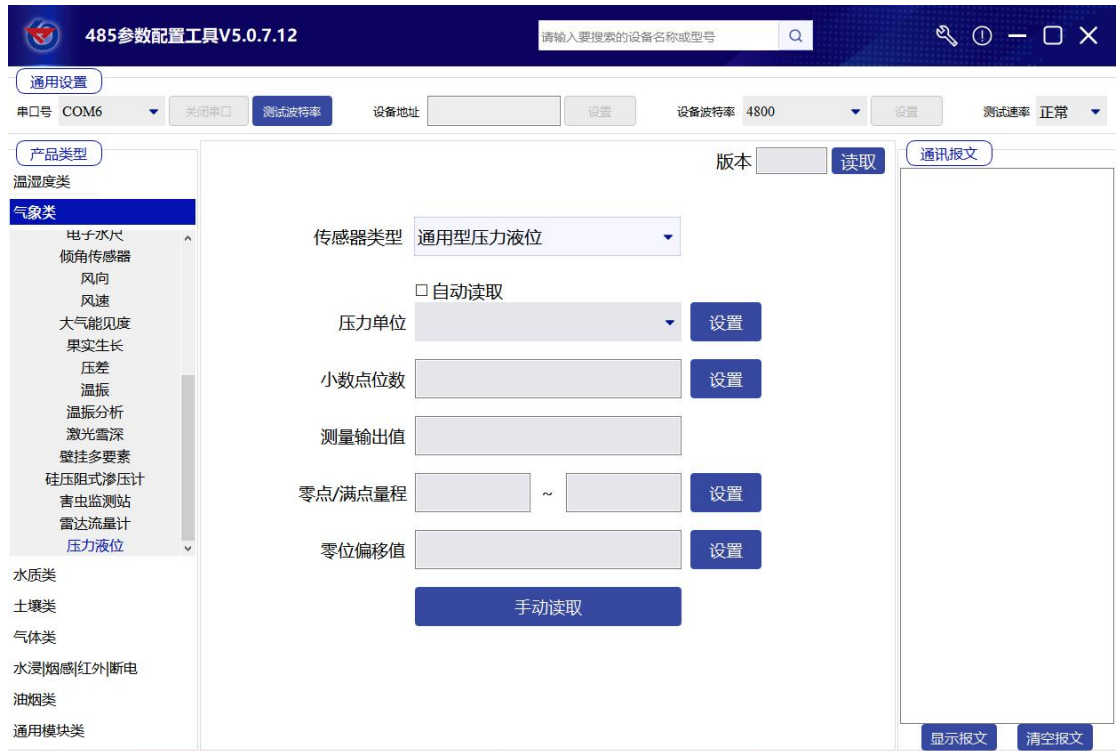 485参数配置工具V5.0.7.12
请输入要搜索的设备名称或型号
通用设置
串口号 COM6 关闭串口 测试波特率 设备地址 设置 设备波特率 4800 设置 测试速率 正常
产品类型
温湿度类
气象类
电子水尺
倾角传感器
风向
风速
大气能见度
果实生长
压差
温振
温振分析
激光雪深
壁挂多要素
硅压阻式渗压计
害虫监测站
雷达流量计
压力液位
水质类
土壤类
气体类
水浸|烟感|红外|断电
油烟类
通用模块类
版本 读取
传感器类型 通用型压力液位
自动读取
压力单位 设置
小数点位数 设置
测量输出值
零点/满点量程 ~ 设置
零位偏移值 设置
手动读取
通讯报文
显示报文 清空报文